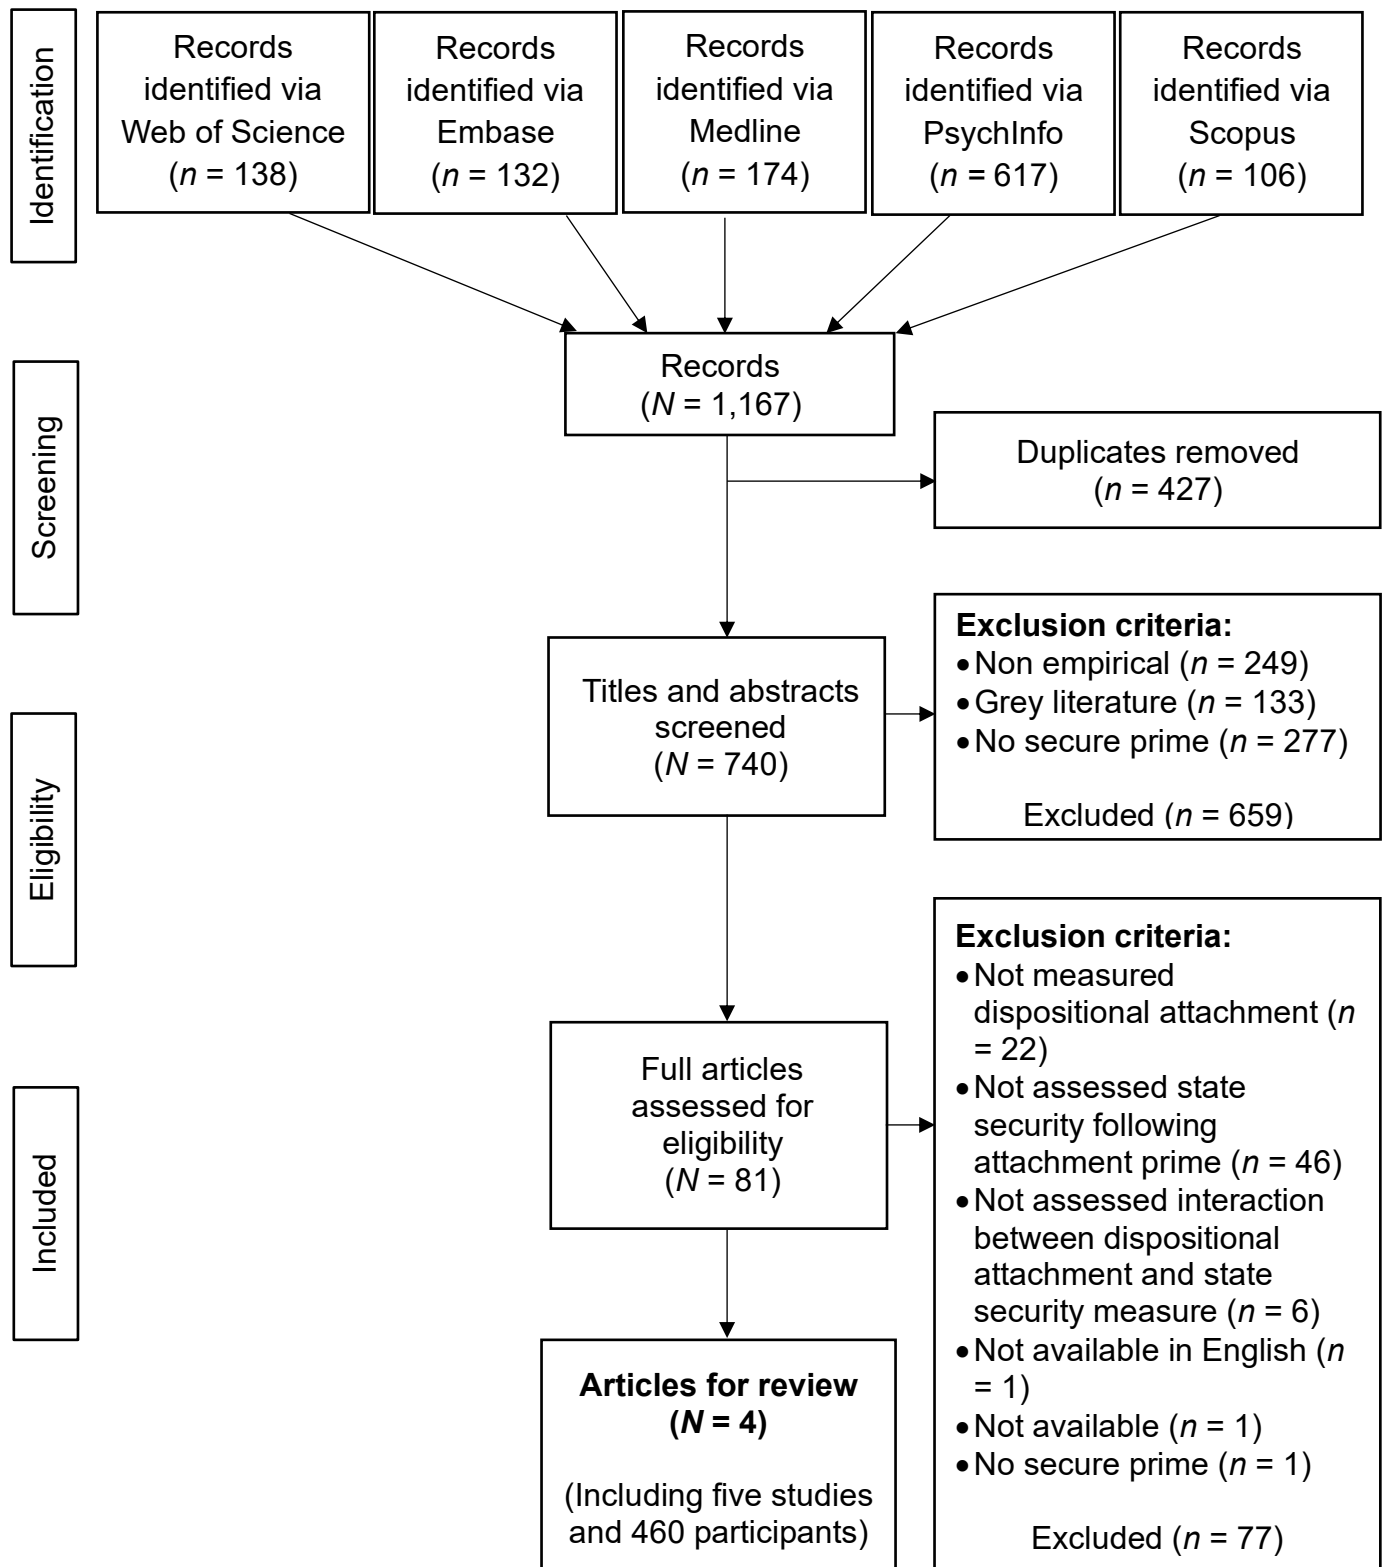 Identification
Records
identified via
Web of Science
(n = 138)
Records
identified via
Embase
(n = 132)
Records
identified via
Medline
(n = 174)
Records
identified via
PsychInfo
(n = 617)
Records
identified via
Scopus
(n = 106)
Screening
Records
(N = 1,167)
Duplicates removed
(n = 427)
Titles and abstracts
screened
(N = 740)
Exclusion criteria:
•Non empirical (n = 249)
•Grey literature (n = 133)
•No secure prime (n = 277)
Excluded (n = 659)
Eligibility
Full articles
assessed for
eligibility
(N = 81)
Exclusion criteria:
•Not measured
dispositional attachment (n
= 22)
•Not assessed state
security following
attachment prime (n = 46)
•Not assessed interaction
between dispositional
attachment and state
security measure (n = 6)
•Not available in English (n
= 1)
•Not available (n = 1)
•No secure prime (n = 1)
Excluded (n = 77)
Included
Articles for review
(N = 4)
(Including five studies
and 460 participants)